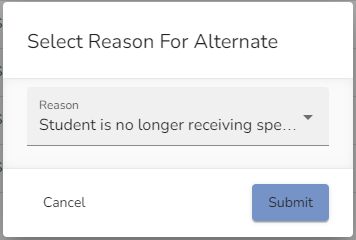 Select Reason For Alternate
Reason
Student is no longer receiving spe...
Cancel
Submit